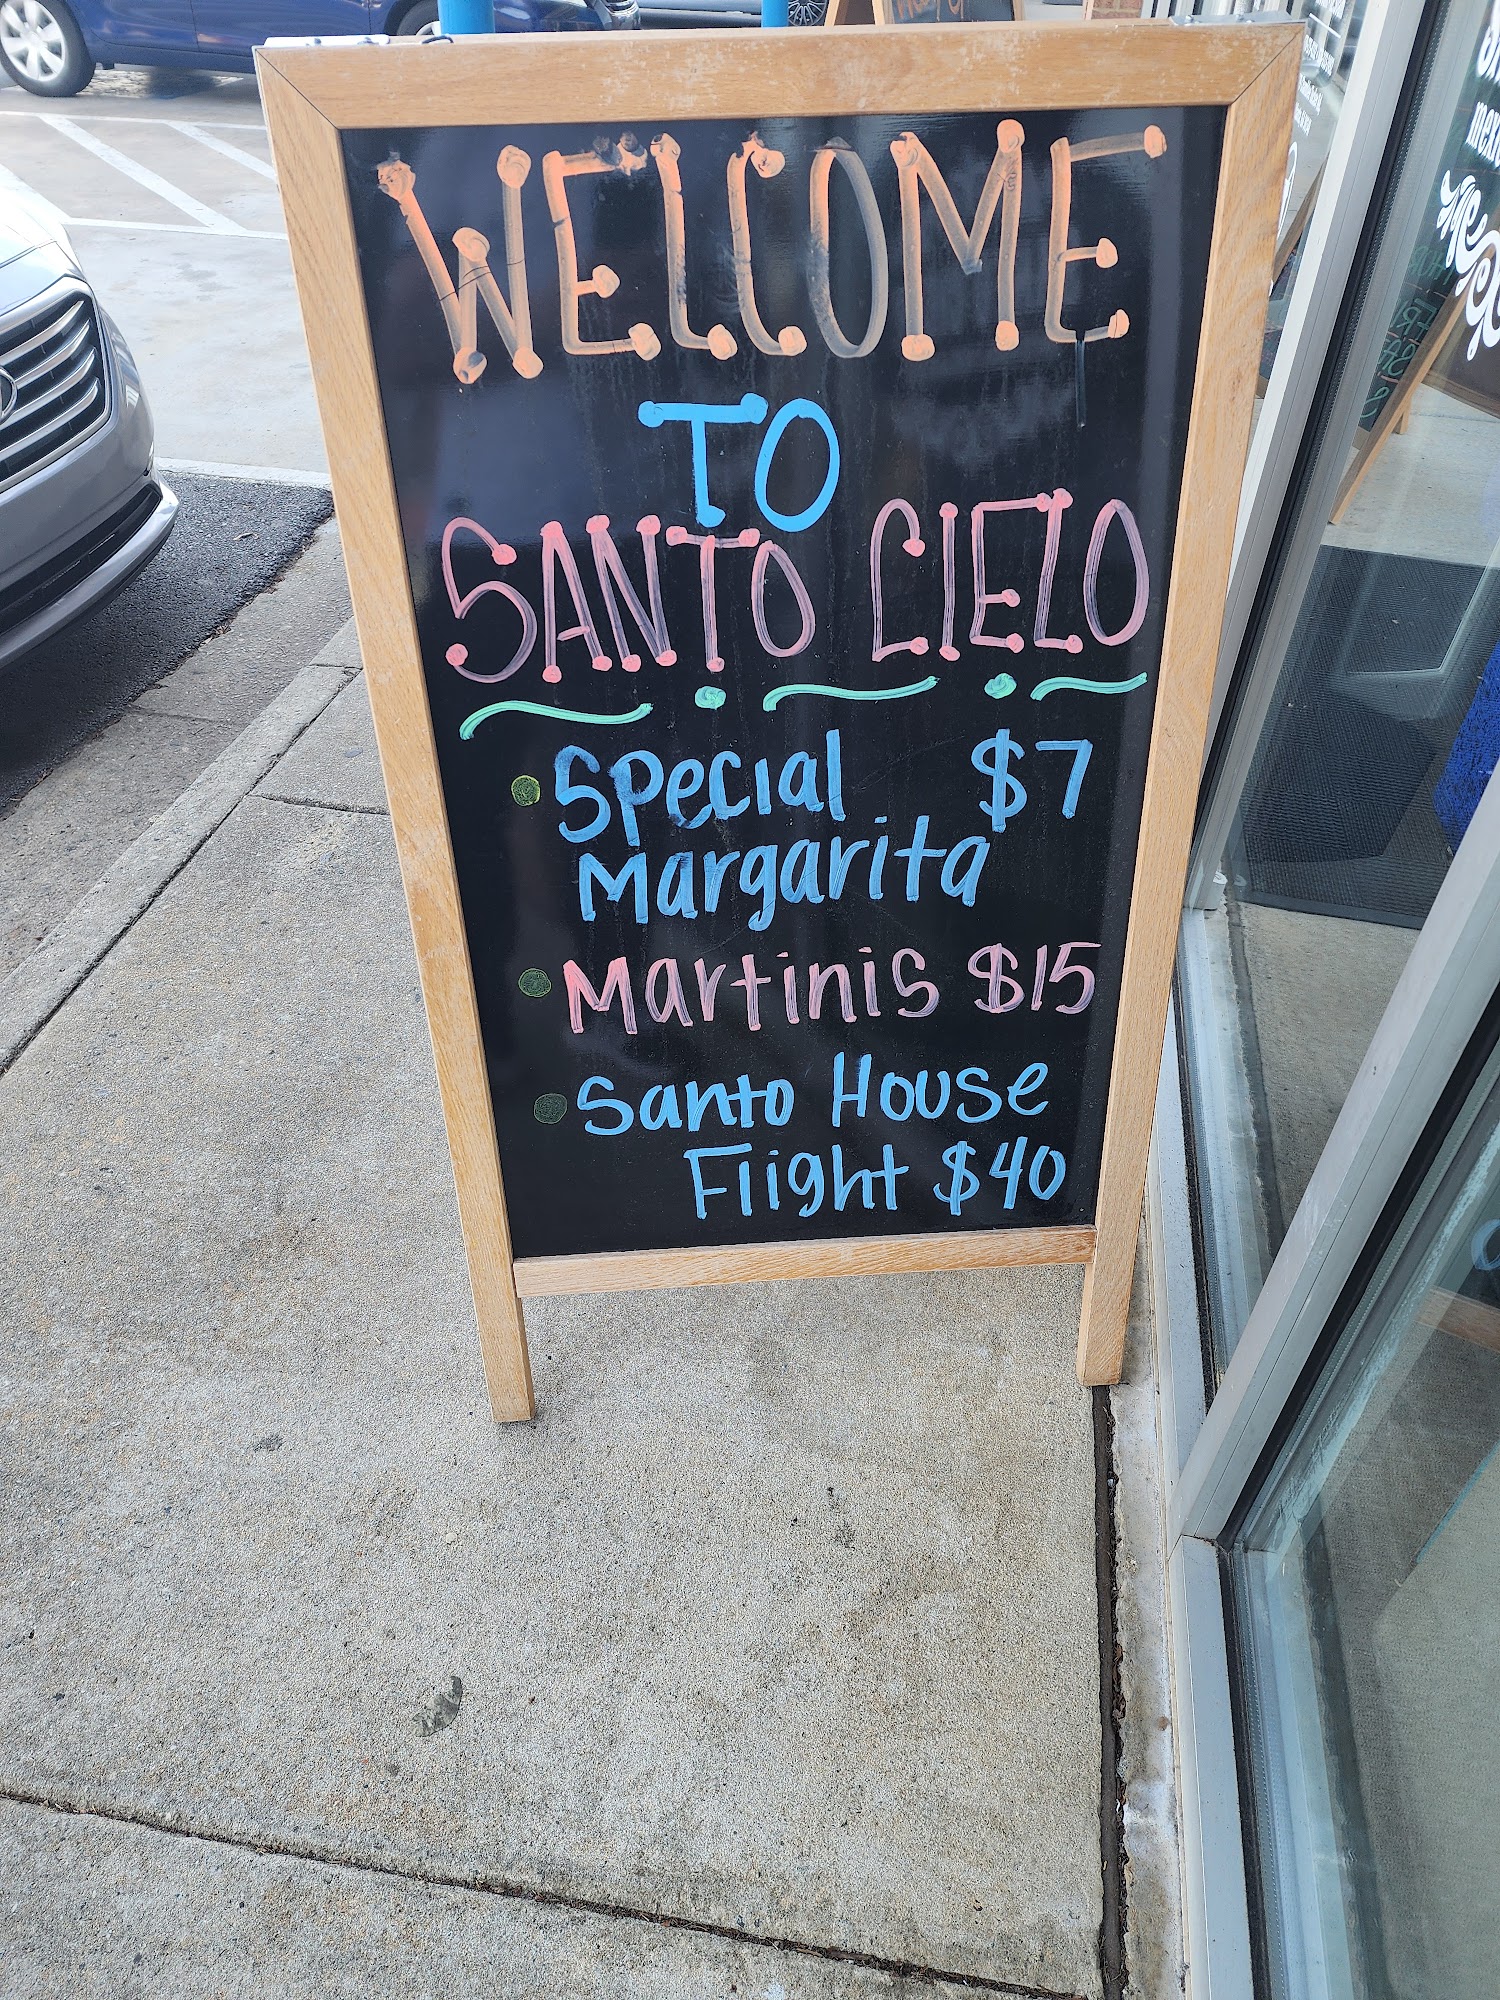 WELCOME
TO
SANTO CIELO
• Special $7
Margarita
• Martinis $15
• Santo House
Flight $40